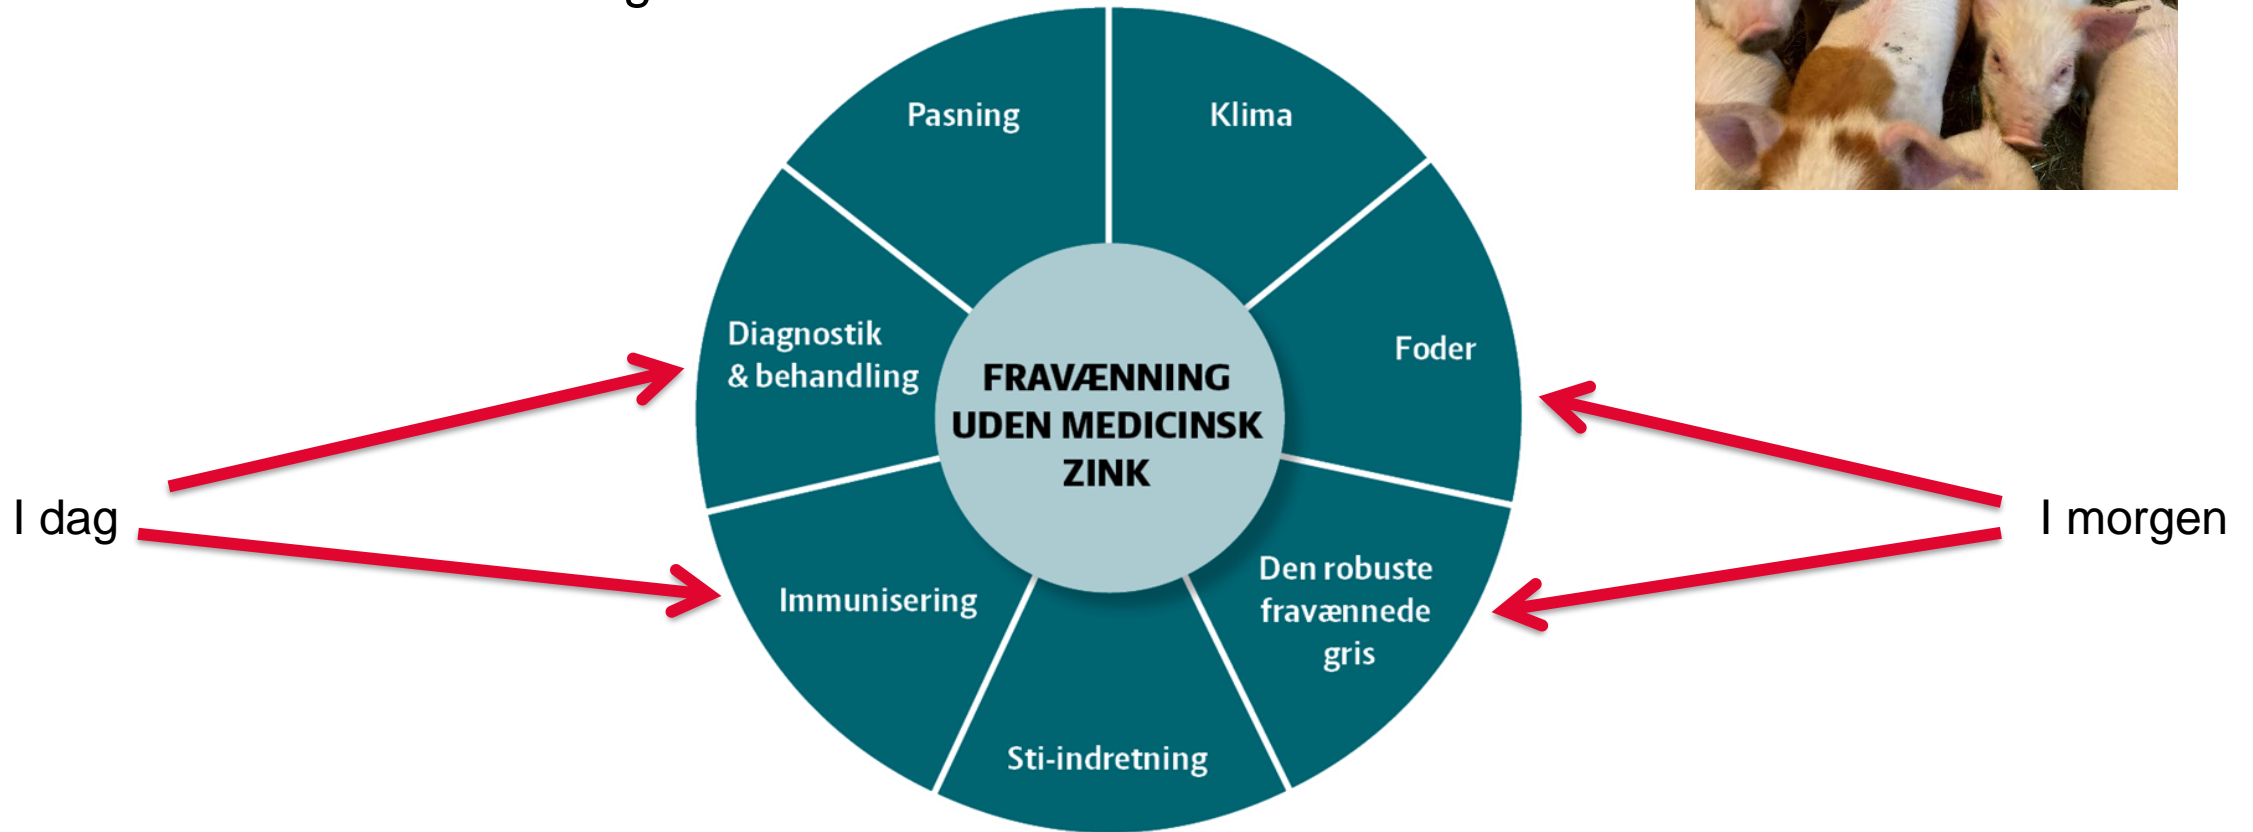 Pasning
Klima
Diagnostik
& behandling
Foder
FRAVÆNNING
UDEN MEDICINSK
ZINK
I dag
I morgen
Immunisering
Den robuste
fravænnede
gris
Sti-indretning